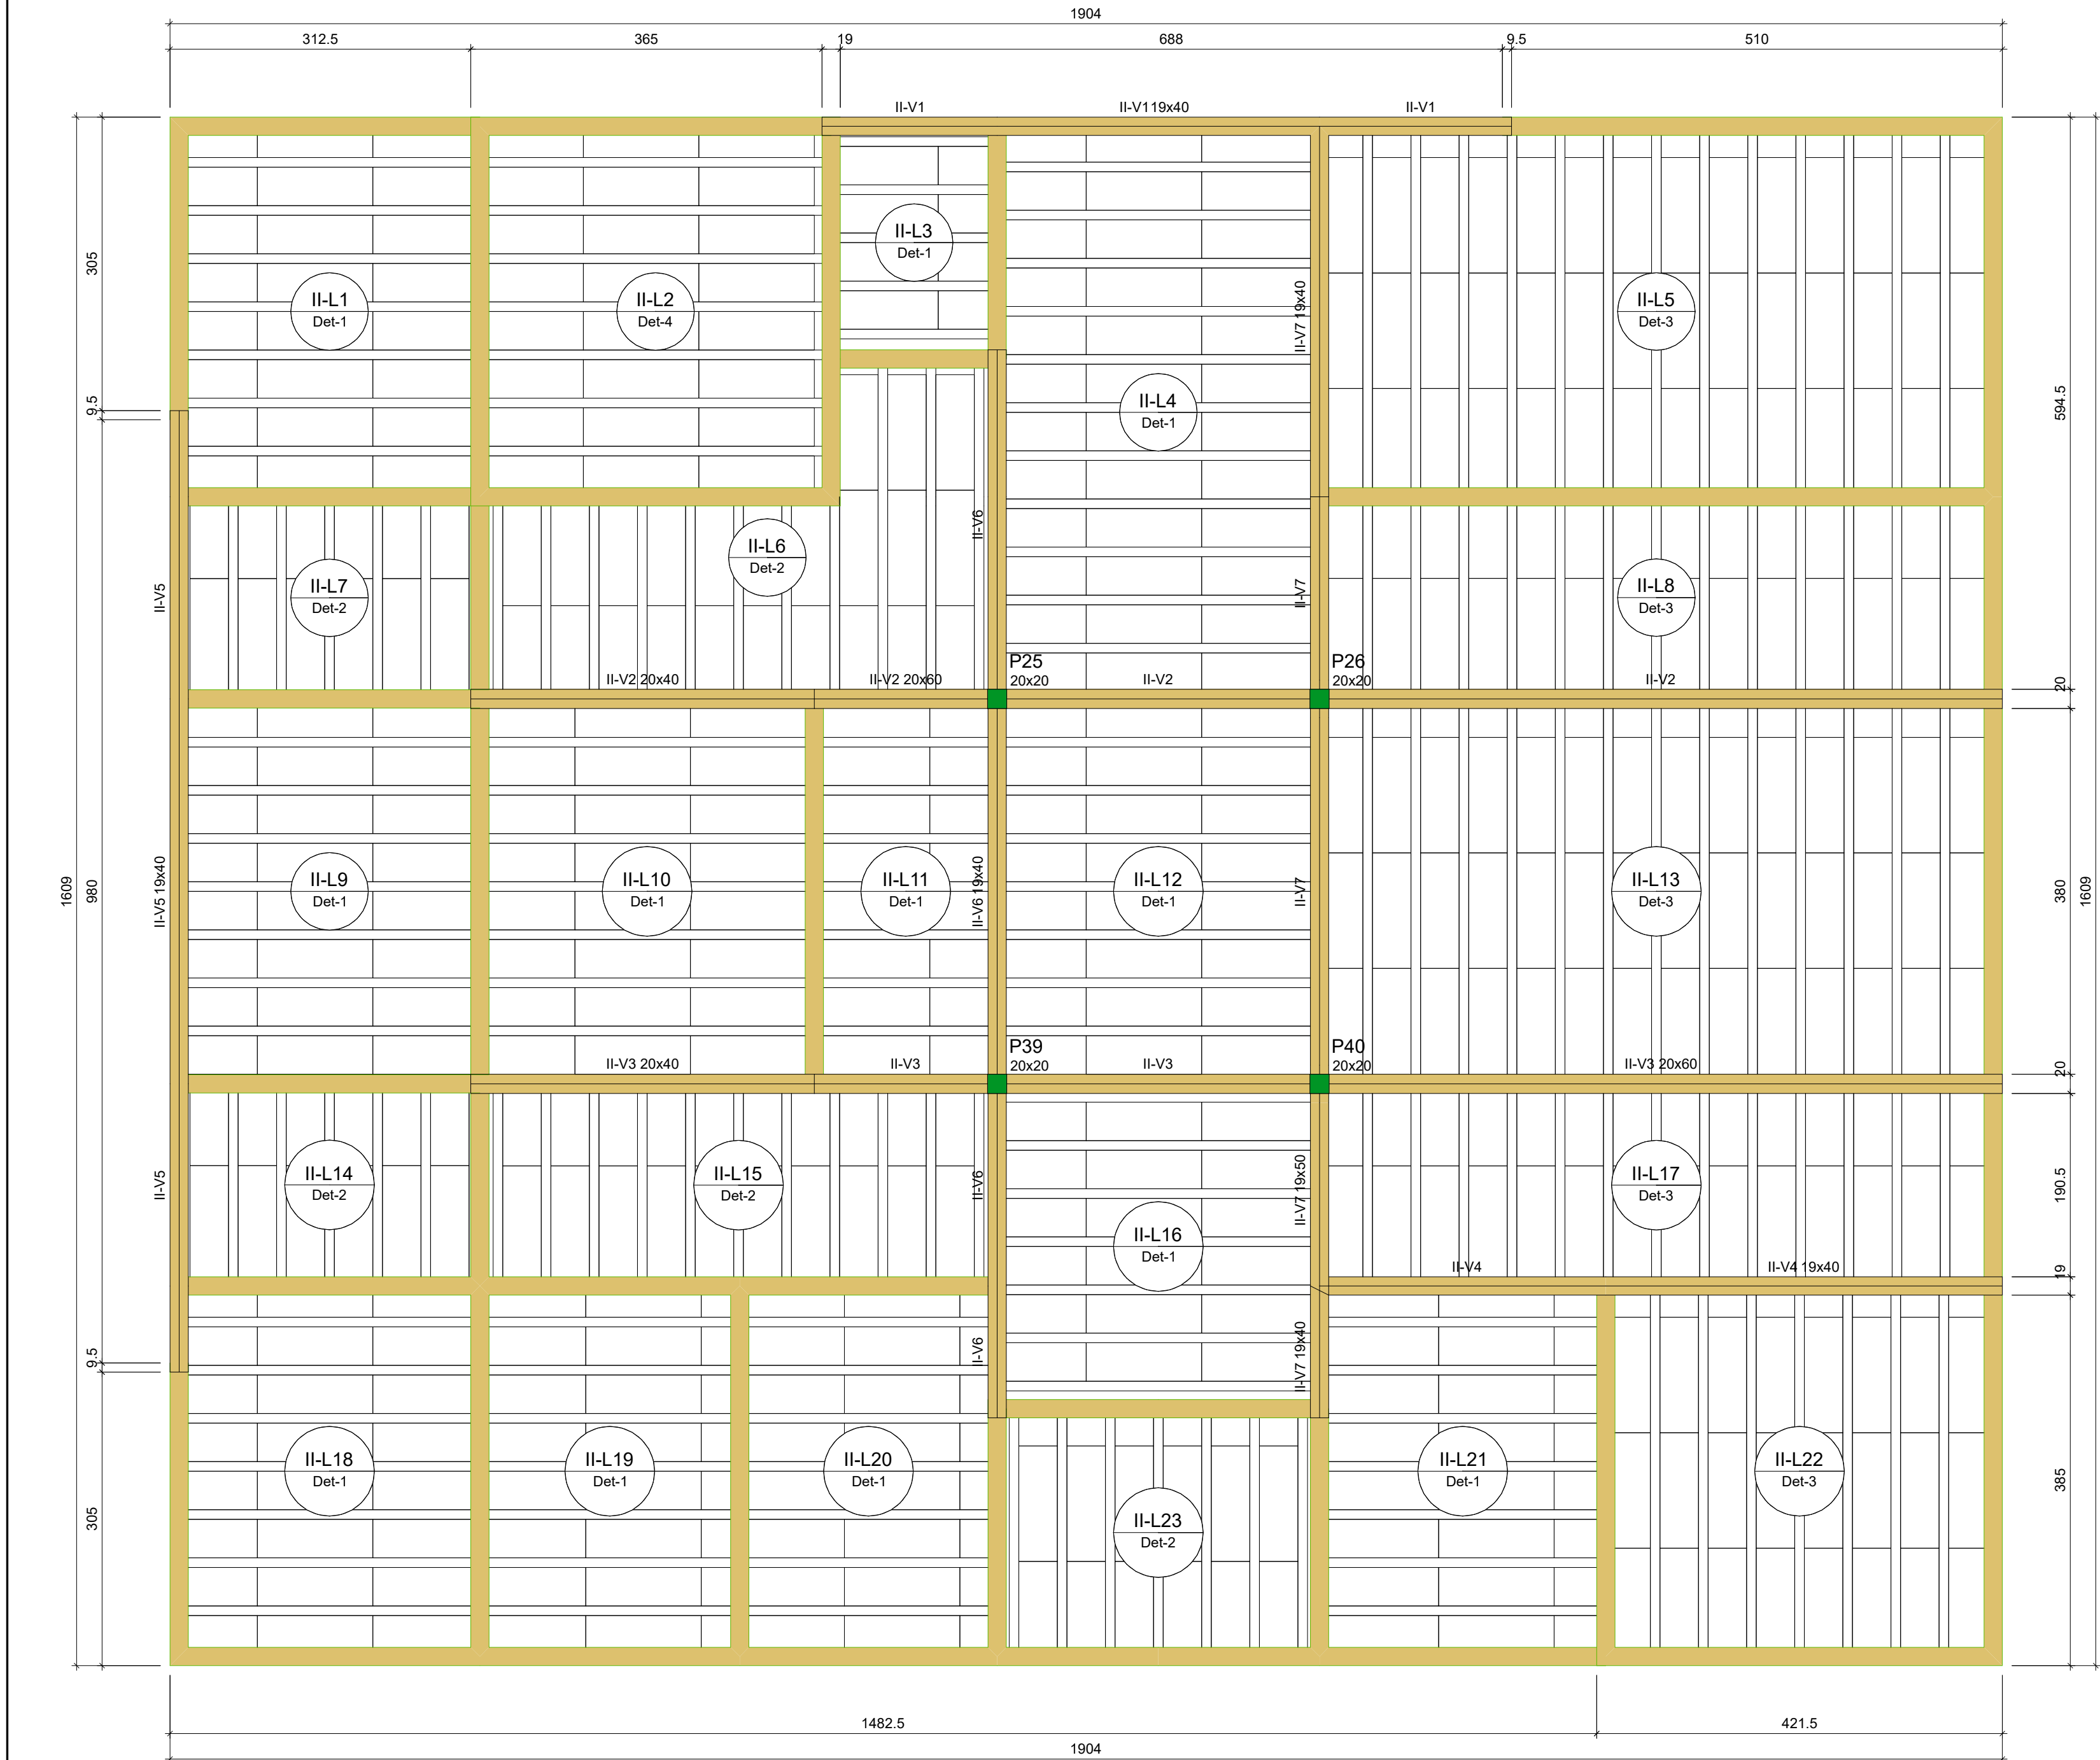 1904
312.5
365
19
688
9.5
510
II-V1
II-V119x40
II-V1
305
9.5
980
1609
9.5
305
II-L1
Det-1
II-L2
Det-4
II-L3
Det-1
II-L4
Det-1
II-V7 19x40
II-L5
Det-3
594.5
II-V5
II-L7
Det-2
II-L6
Det-2
II-V6
II-V7
II-L8
Det-3
II-V2 20x40
II-V2 20x60
P25
20x20
II-V2
P26
20x20
II-V2
20
II-V5 19x40
II-L9
Det-1
II-L10
Det-1
II-L11
Det-1
II-V6 19x40
II-L12
Det-1
II-V7
II-L13
Det-3
380
1609
II-V3 20x40
II-V3
P39
20x20
II-V3
P40
20x20
II-V3 20x60
20
II-V5
II-L14
Det-2
II-L15
Det-2
II-V6
II-L16
Det-1
II-V7 19x50
II-L17
Det-3
190.5
II-V4
II-V4 19x40
19
II-V6
II-V7 19x40
II-L18
Det-1
II-L19
Det-1
II-L20
Det-1
II-L23
Det-2
II-L21
Det-1
II-L22
Det-3
385
1482.5
421.5
1904